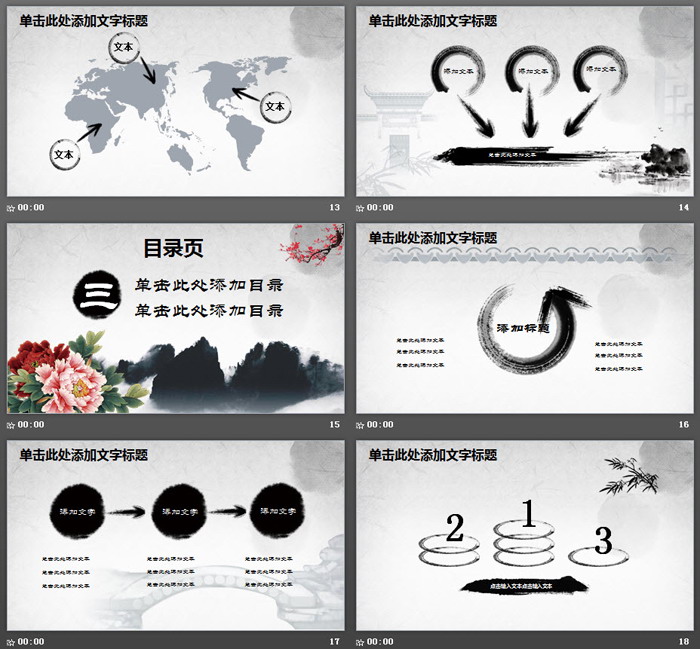 单击此处添加文字标题
文本
文本
文本
00:00
13
单击此处添加文字标题
添加文字
添加文字
添加文字
单击此处添加文字
00:00
14
目录页
三
单击此处添加目录
单击此处添加目录
00:00
15
单击此处添加文字标题
添加标题
单击此处添加文本
单击此处添加文本
单击此处添加文本
单击此处添加文本
单击此处添加文本
单击此处添加文本
00:00
16
单击此处添加文字标题
添加文字
添加文字
添加文字
单击此处添加文本
单击此处添加文本
单击此处添加文本
单击此处添加文本
单击此处添加文本
单击此处添加文本
单击此处添加文本
单击此处添加文本
单击此处添加文本
00:00
17
单击此处添加文字标题
2
1
3
点击输入文本点击输入文本
00:00
18